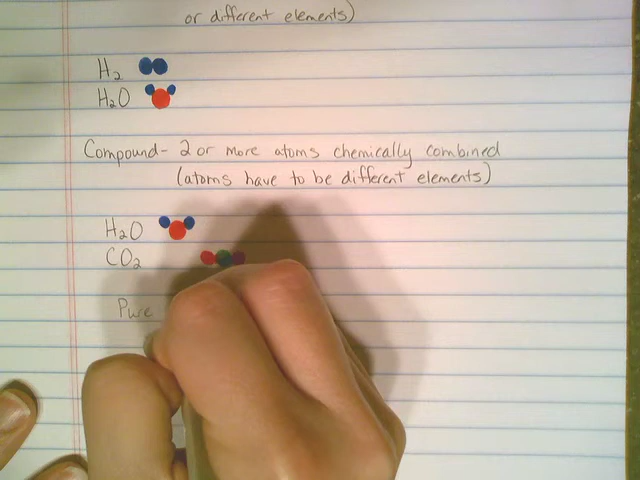 or different elements)
H₂
H₂O
Compound- 2 or more atoms chemically combined
(atoms have to be different elements)
H₂O
CO₂
Pure